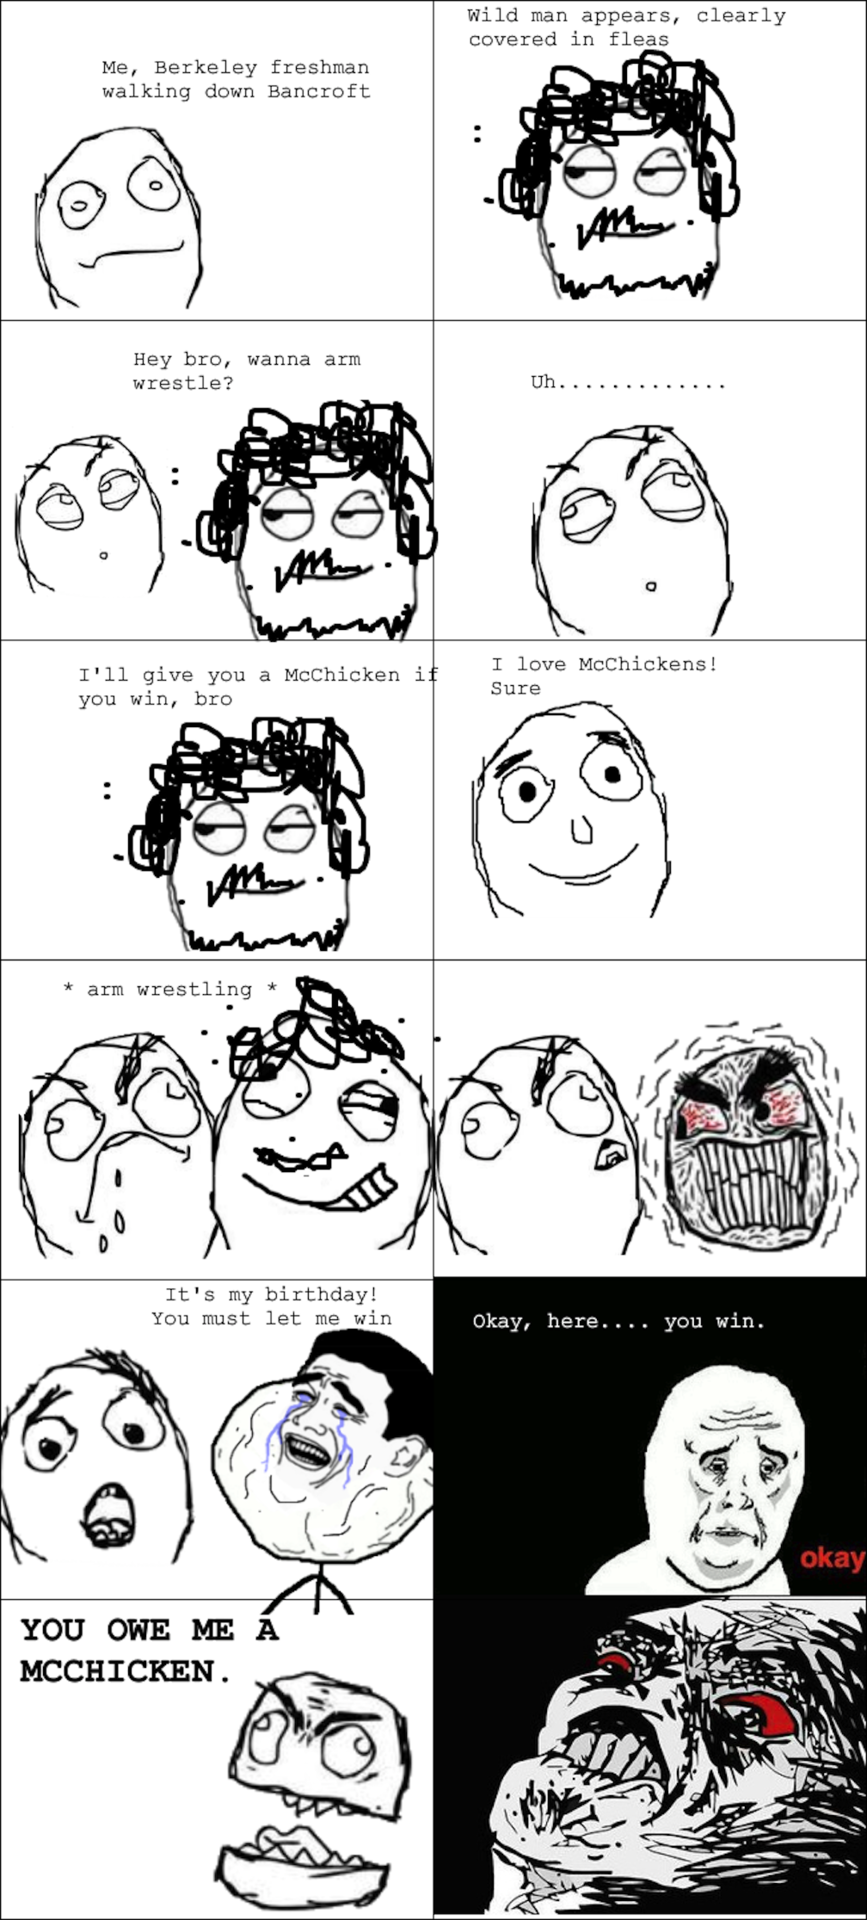 Me, Berkeley freshman
walking down Bancroft
Wild man appears, clearly
covered in fleas
Hey bro, wanna arm
wrestle?
Uh.............
I'll give you a McChicken if
you win, bro
I love McChickens!
Sure
* arm wrestling *
It's my birthday!
You must let me win
Okay, here.... you win.
okay
YOU OWE ME A
MCCHICKEN.